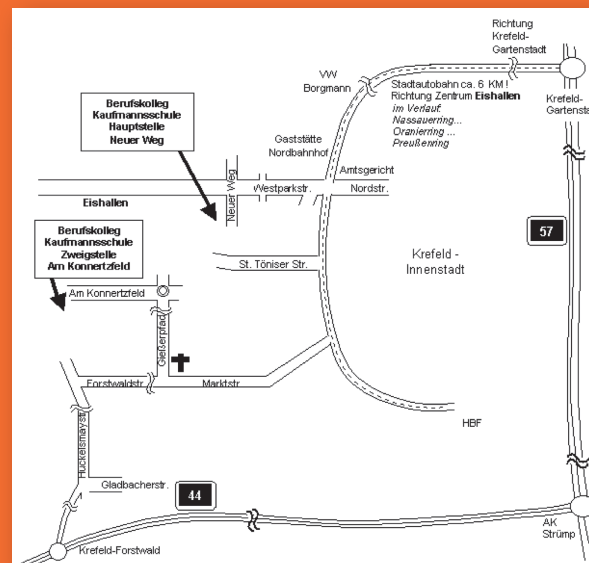 Richtung
Krefeld-
Gartenstadt
VW
Borgmann
Stadtautobahn ca. 6 KM!
Richtung Zentrum Eishallen
im Verlauf
Nassauerring...
Oranierring ...
Preußenring
Krefeld-
Berufskolleg
Kaufmannsschule
Hauptstelle
Neuer Weg
Gaststätte
Nordbahnhof
Amtsgericht
Neuer Weg
Westparkstr.
Nordstr.
Eishallen
Berufskolleg
Kaufmannsschule
Zweigstelle
Am Konnertzfeld
57
Krefeld -
Innenstadt
St. Töniser Str.
Am Konnertzfeld
Gießerpfad
Forstwaldstr.
Marktstr.
HBF
Gladbacherstr.
44
AK
Strümp
Krefeld-Forstwald